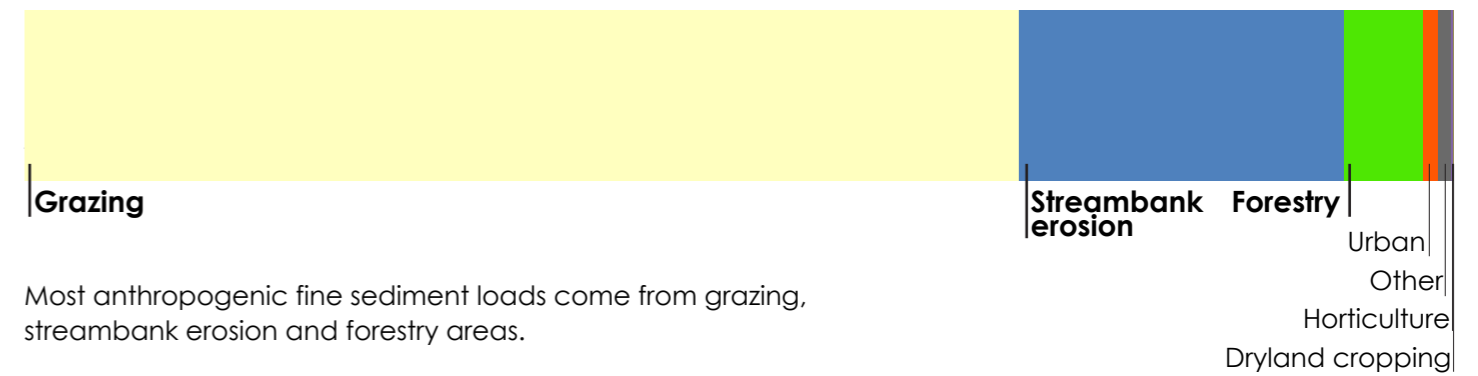 Grazing
Streambank
erosion
Forestry
Urban
Other
Horticulture
Dryland cropping
Most anthropogenic fine sediment loads come from grazing,
streambank erosion and forestry areas.